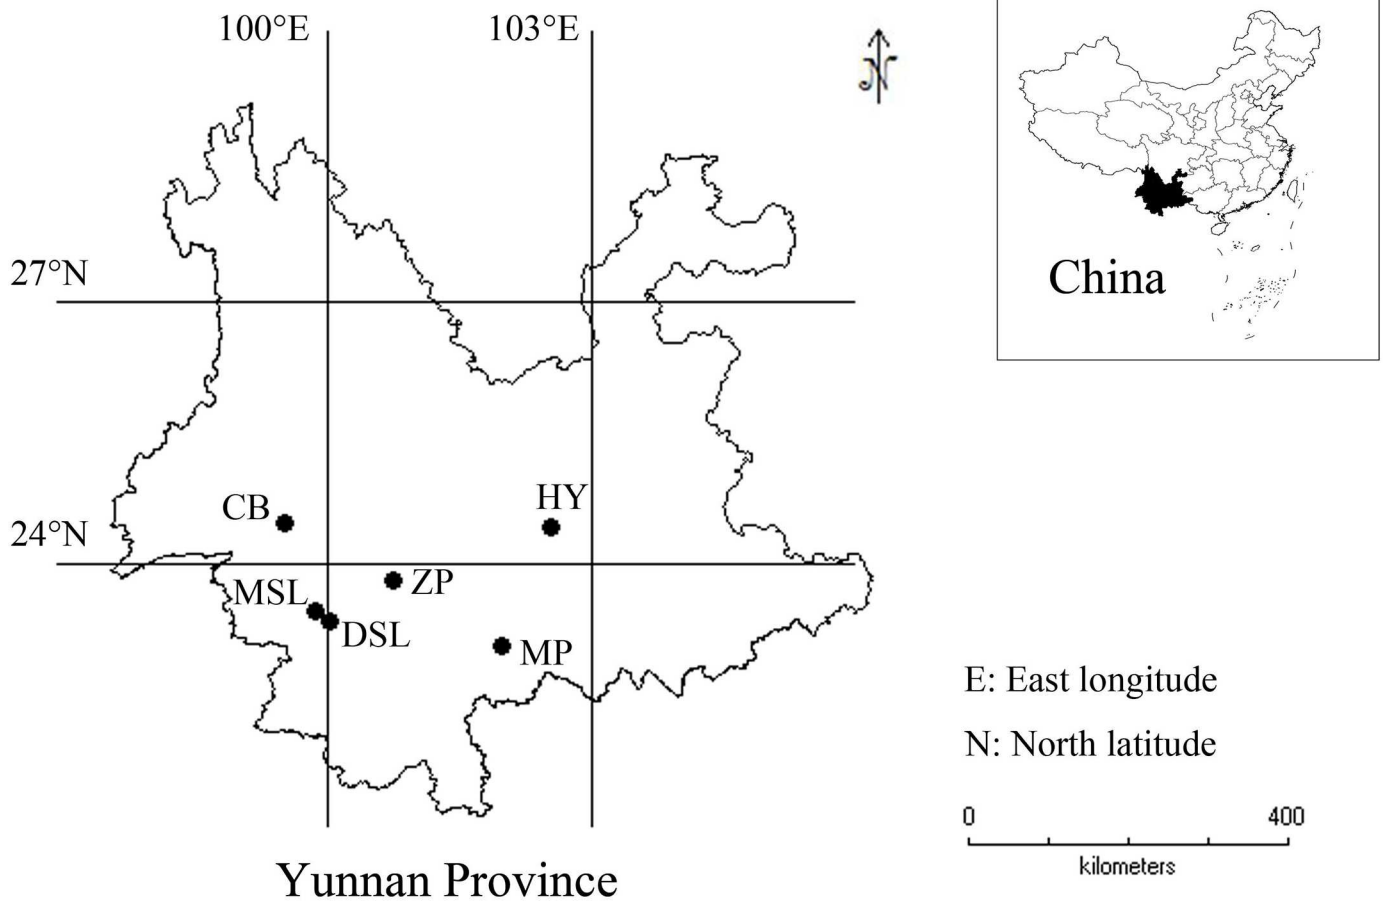 100°E
103°E
N
27°N
China
CB
HY
24°N
ZP
MSL
DSL
MP
E: East longitude
N: North latitude
0
400
kilometers
Yunnan Province